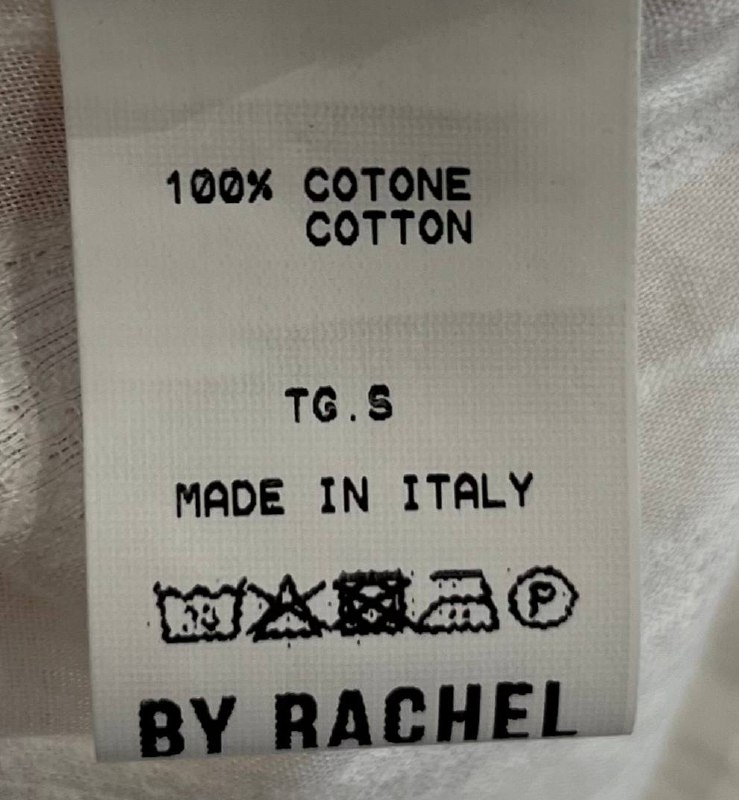 100% COTONE
COTTON
TG.S
MADE IN ITALY
P
BY RACHEL